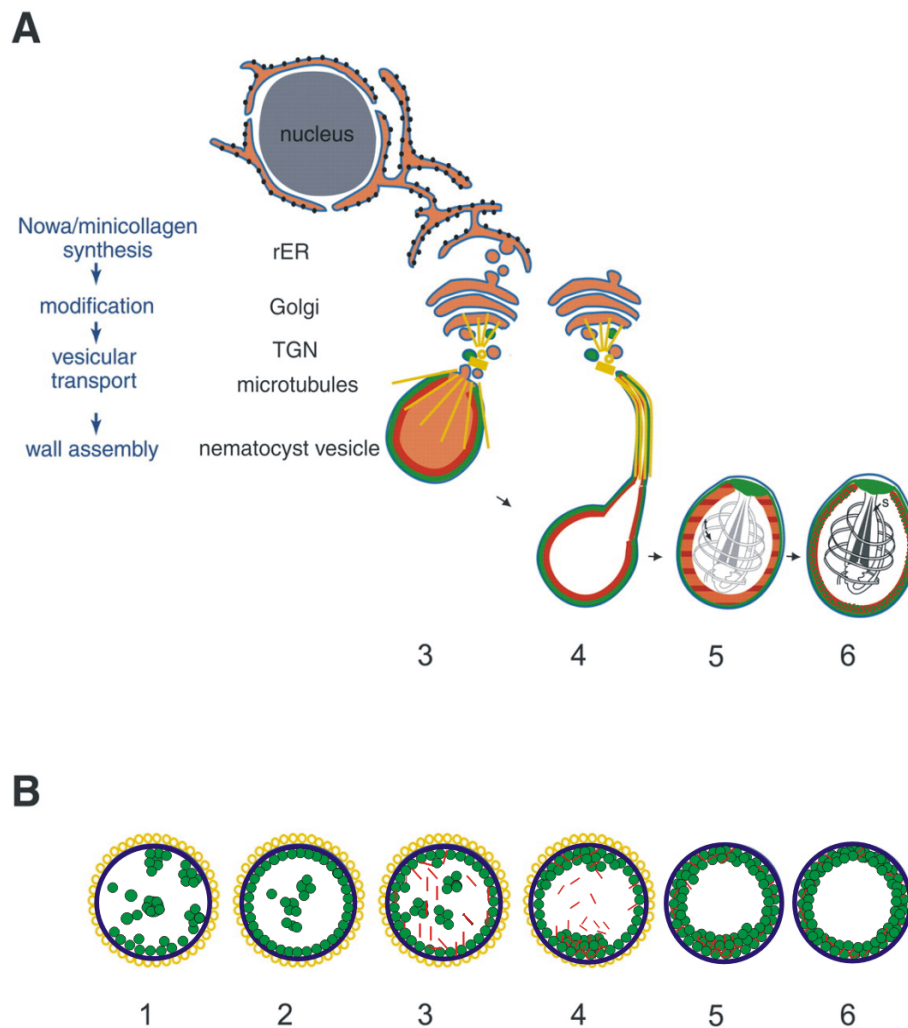 A
nucleus
Nowa/minicollagen
synthesis
rER
modification
Golgi
vesicular
transport
TGN
microtubules
wall assembly
nematocyst vesicle
s
3
4
5
6
B
1
2
3
4
5
6